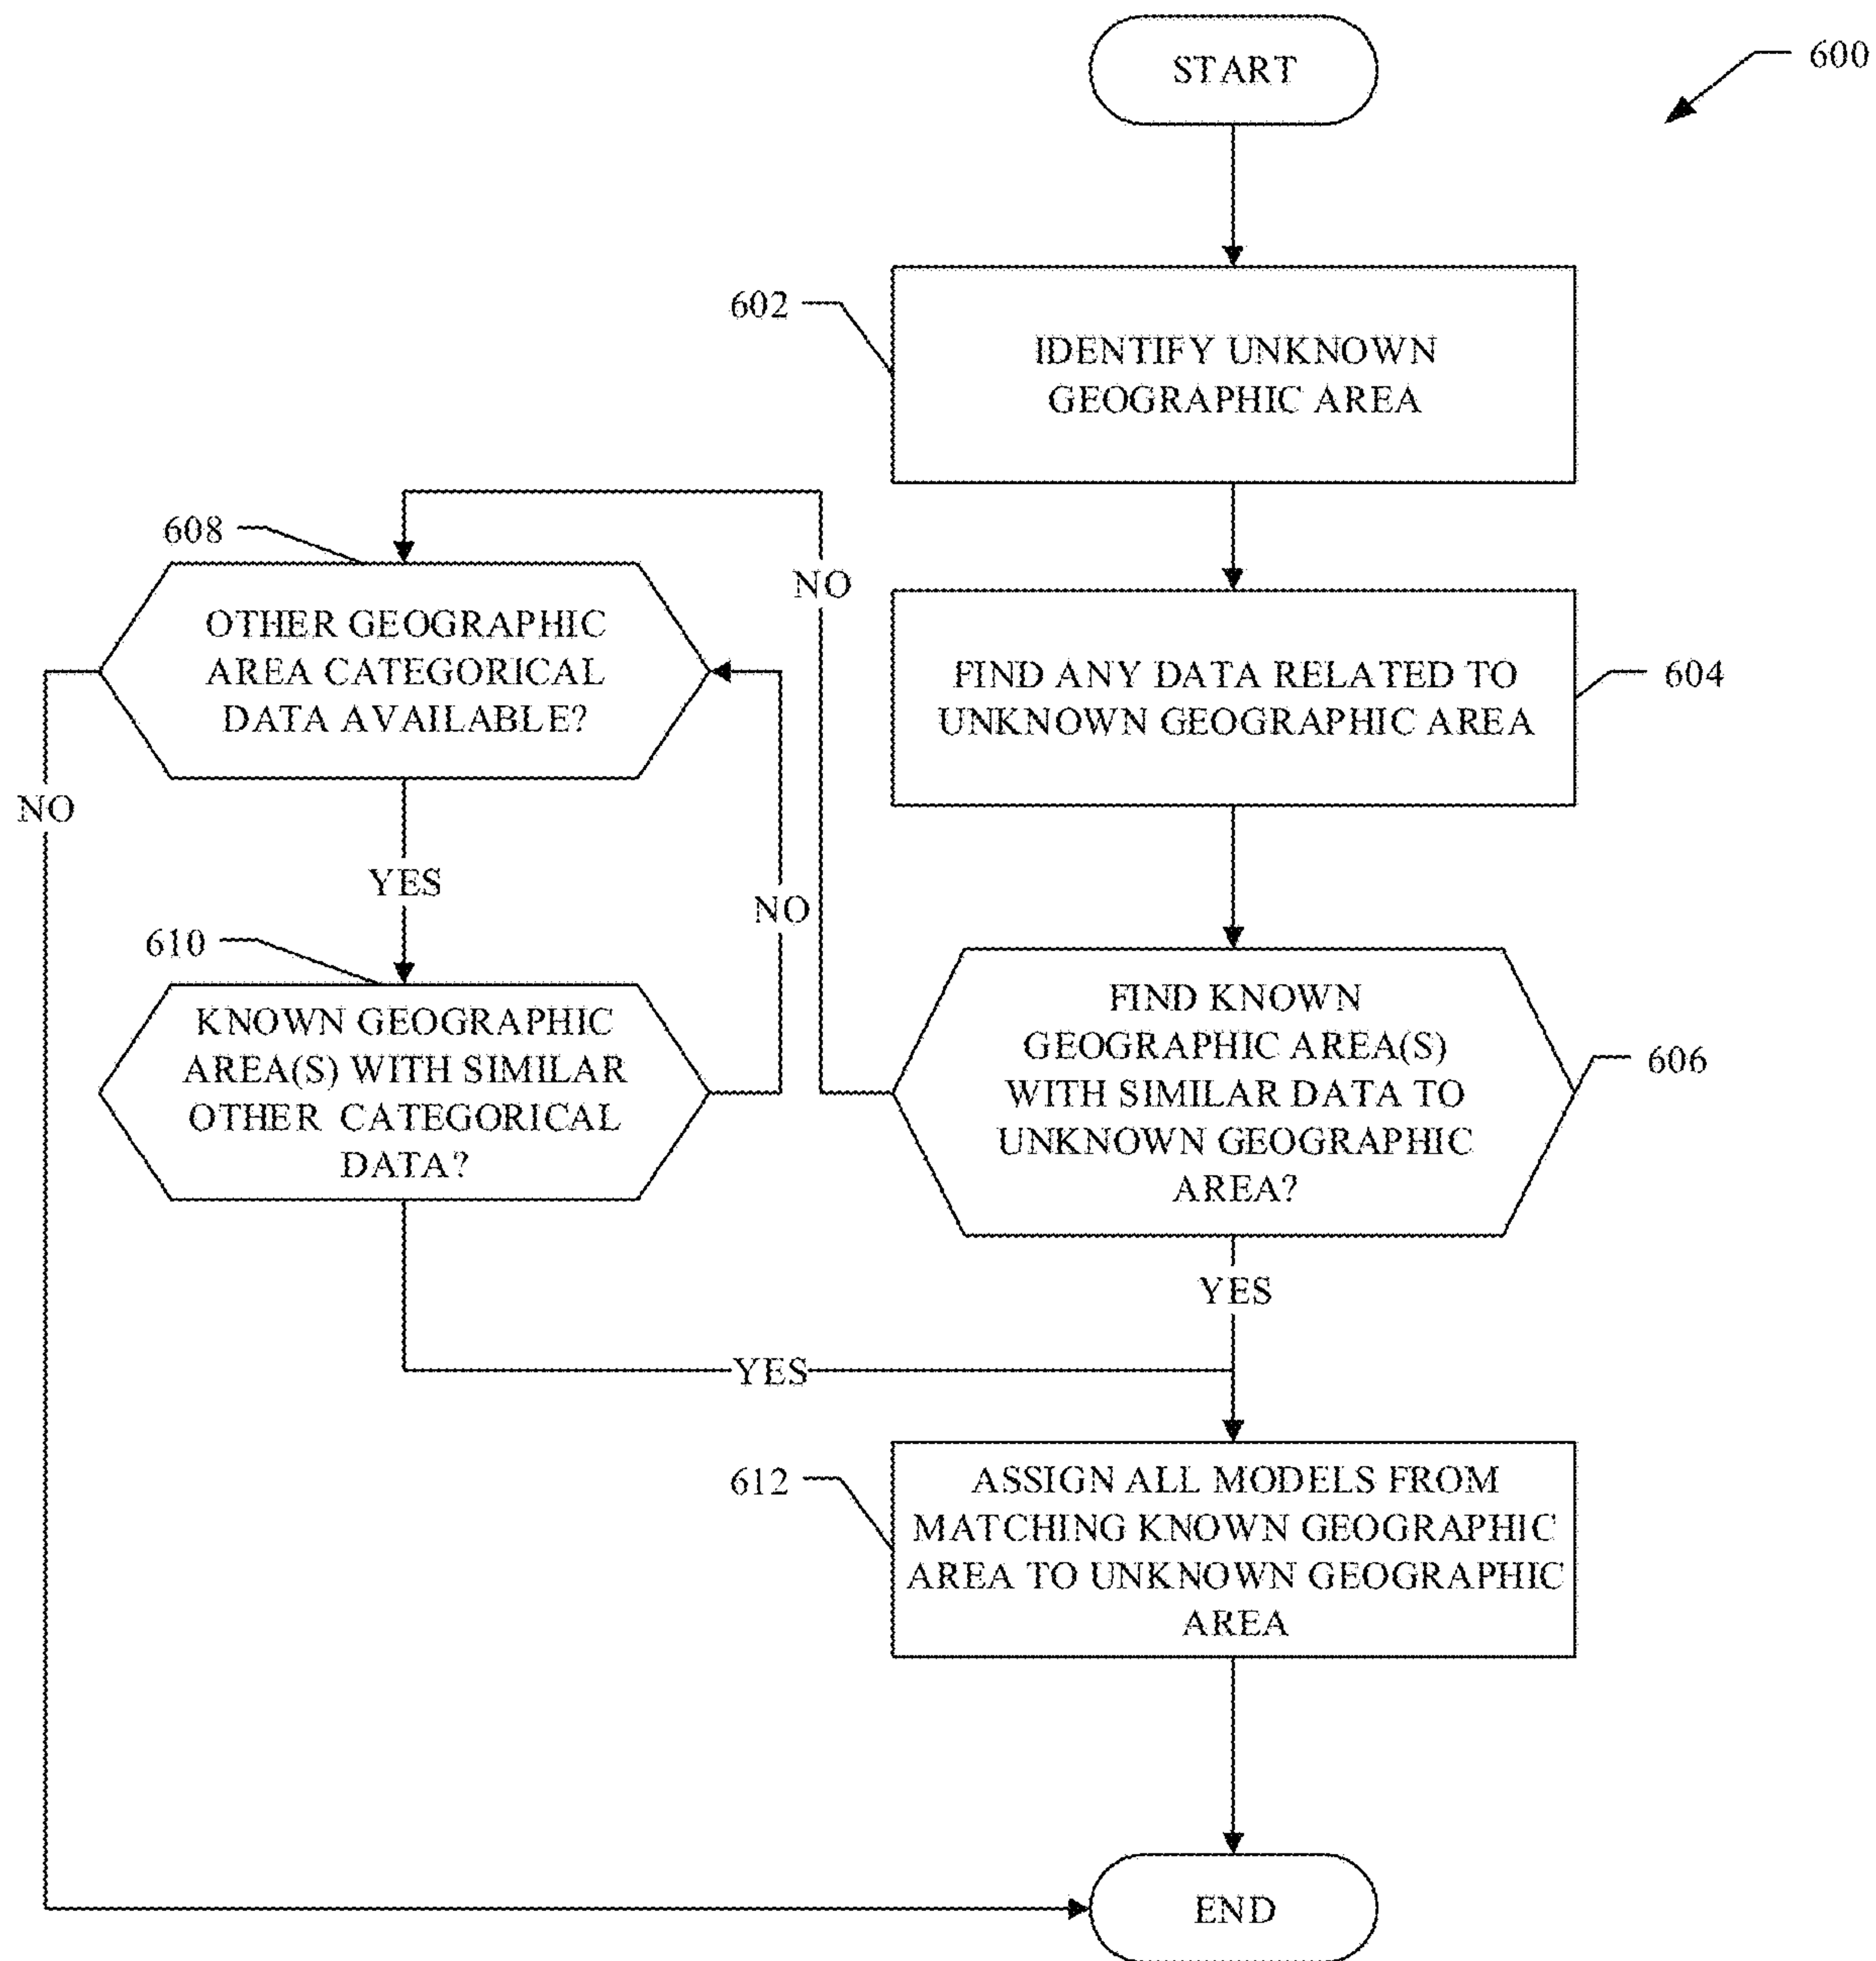 START
600
602
IDENTIFY UNKNOWN
GEOGRAPHIC AREA
608
NO
OTHER GEOGRAPHIC
AREA CATEGORICAL
DATA AVAILABLE?
FIND ANY DATA RELATED TO
UNKNOWN GEOGRAPHIC AREA
604
NO
YES
NO
610
KNOWN GEOGRAPHIC
AREA(S) WITH SIMILAR
OTHER CATEGORICAL
DATA?
FIND KNOWN
GEOGRAPHIC AREA(S)
WITH SIMILAR DATA TO
UNKNOWN GEOGRAPHIC
AREA?
606
YES
YES
612
ASSIGN ALL MODELS FROM
MATCHING KNOWN GEOGRAPHIC
AREA TO UNKNOWN GEOGRAPHIC
AREA
END